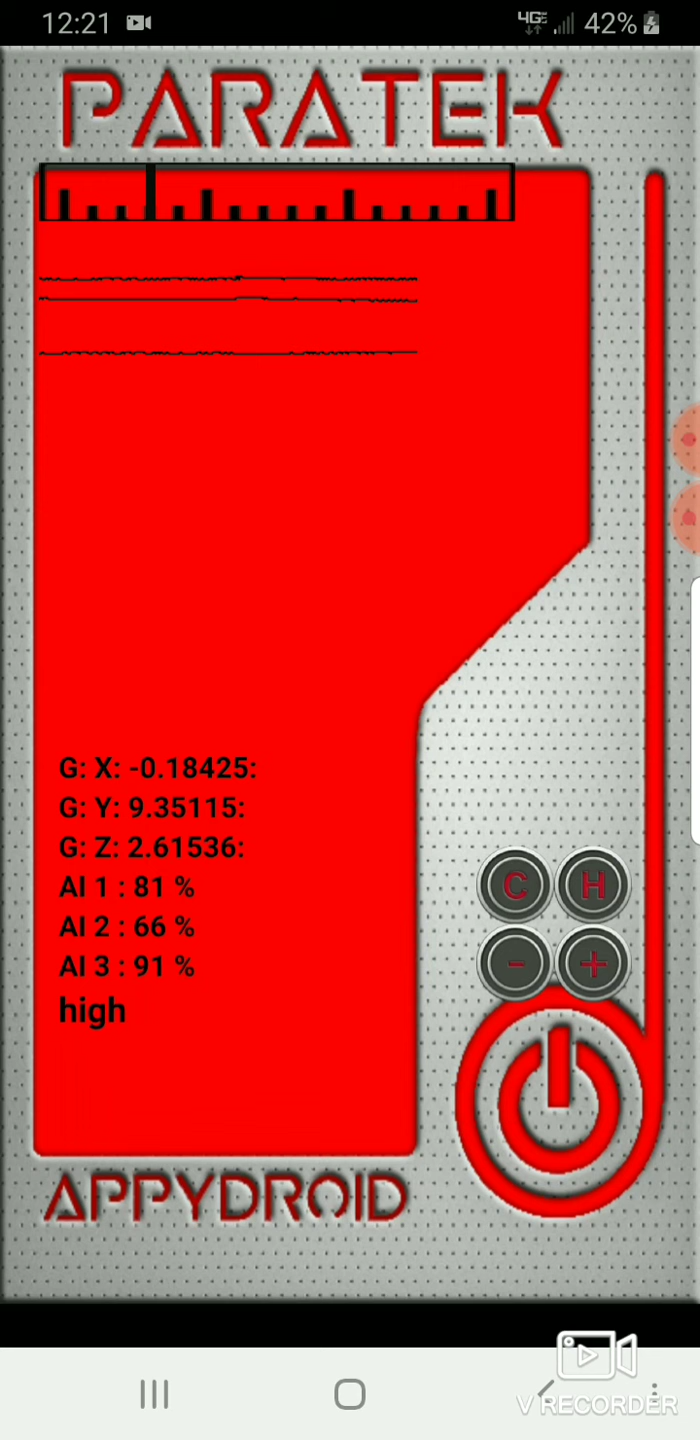 12:21
4G
42%
PARATEK
G: X: -0.18425:
G: Y: 9.35115:
G: Z: 2.61536:
AI 1 : 81 %
AI 2 : 66 %
AI 3 : 91 %
high
C H
- +
APPYDROID
V RECORDER